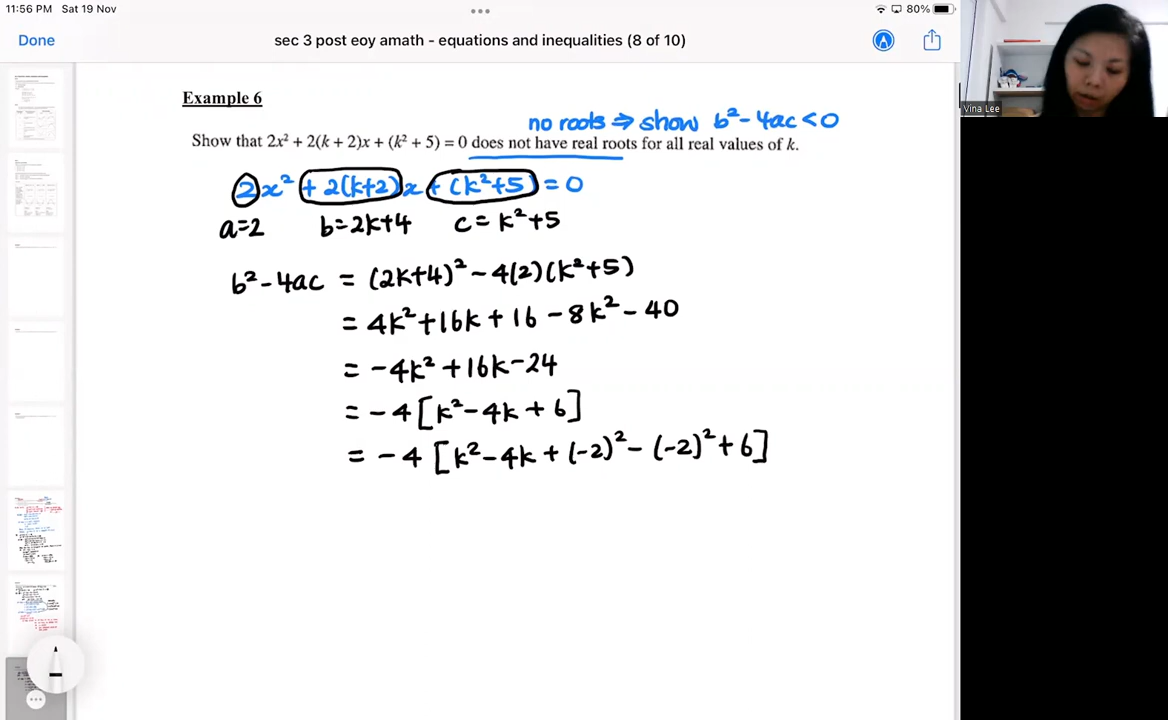 11:56 PM Sat 19 Nov
80%
Done
sec 3 post eoy amath - equations and inequalities (8 of 10)
Vina Lee
Example 6
no roots ⇒ show b² - 4ac < 0
Show that 2x² + 2(k + 2)x + (k² + 5) = 0 does not have real roots for all real values of k.
2x² + 2(k+2)x + (k²+5) = 0
a=2 b=2k+4 c=k²+5
b²-4ac = (2k+4)² - 4(2)(k²+5)
= 4k² + 16k + 16 - 8k² - 40
= -4k² + 16k - 24
= -4[k² - 4k + 6]
= -4[k² - 4k + (-2)² - (-2)² + 6]